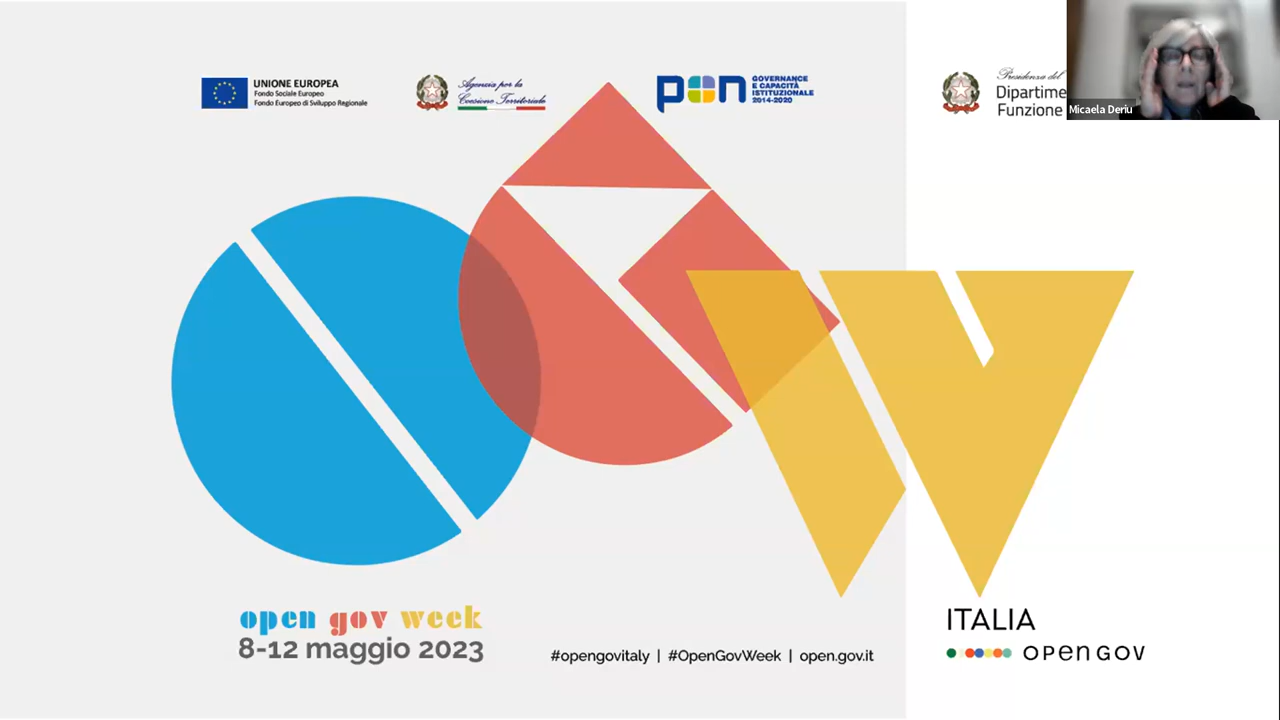 UNIONE EUROPEA
Fondo Sociale Europeo
Fondo Europeo di Sviluppo Regionale
Agenzia per la
Coesione Territoriale
pon
GOVERNANCE
E CAPACITÀ
ISTITUZIONALE
2014-2020
Presidenza del
Dipartime
Funzione
Micaela Deriu
open gov week
8-12 maggio 2023
#opengovitaly | #OpenGovWeek | open.gov.it
ITALIA
OPEN GOV